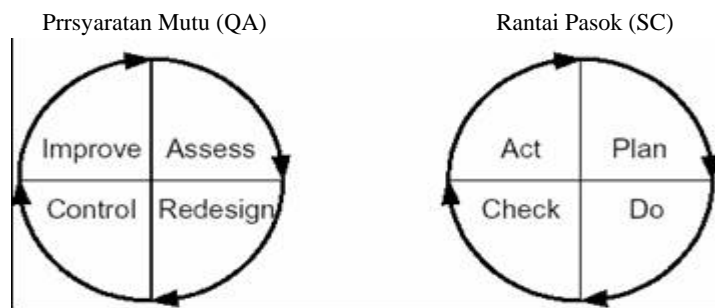 Prrsyaratan Mutu (QA)
Rantai Pasok (SC)
Improve
Assess
Control
Redesign
Act
Plan
Check
Do